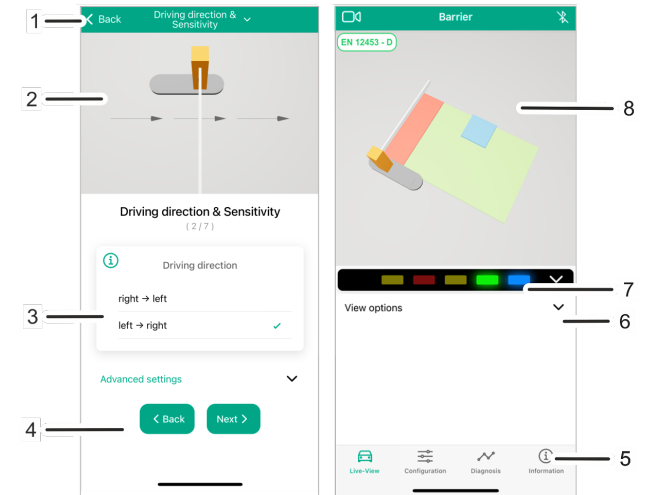 1
Back
Driving direction &
Sensitivity
2
Driving direction & Sensitivity
( 2 / 7 )
Driving direction
right → left
3
left → right
Advanced settings
4
Back
Next
Barrier
EN 12453 - D
8
7
View options
6
5
Live-View
Configuration
Diagnosis
Information